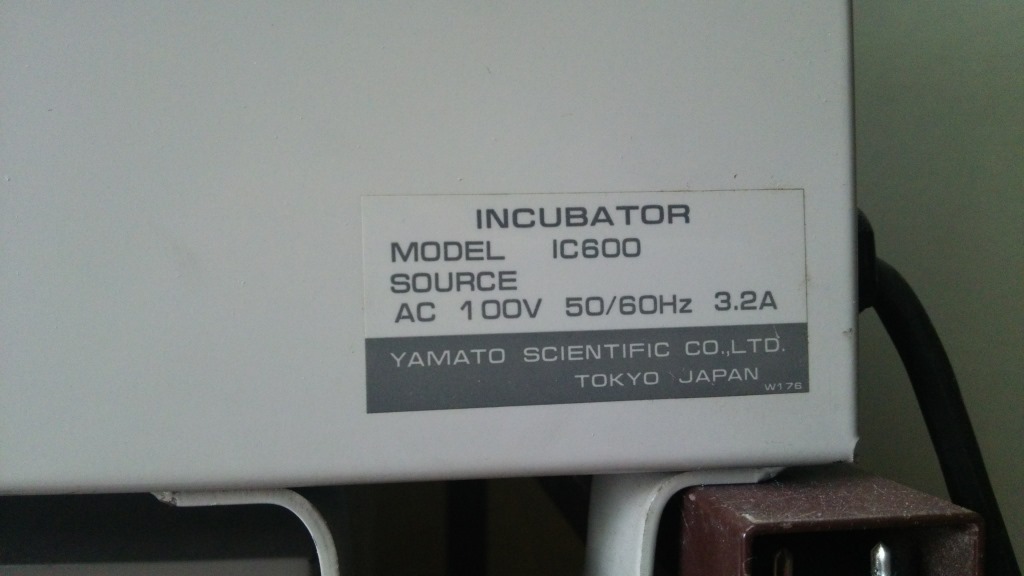 INCUBATOR
MODEL IC600
SOURCE
AC 100V 50/60Hz 3.2A
YAMATO SCIENTIFIC CO.,LTD.
TOKYO JAPAN
W176